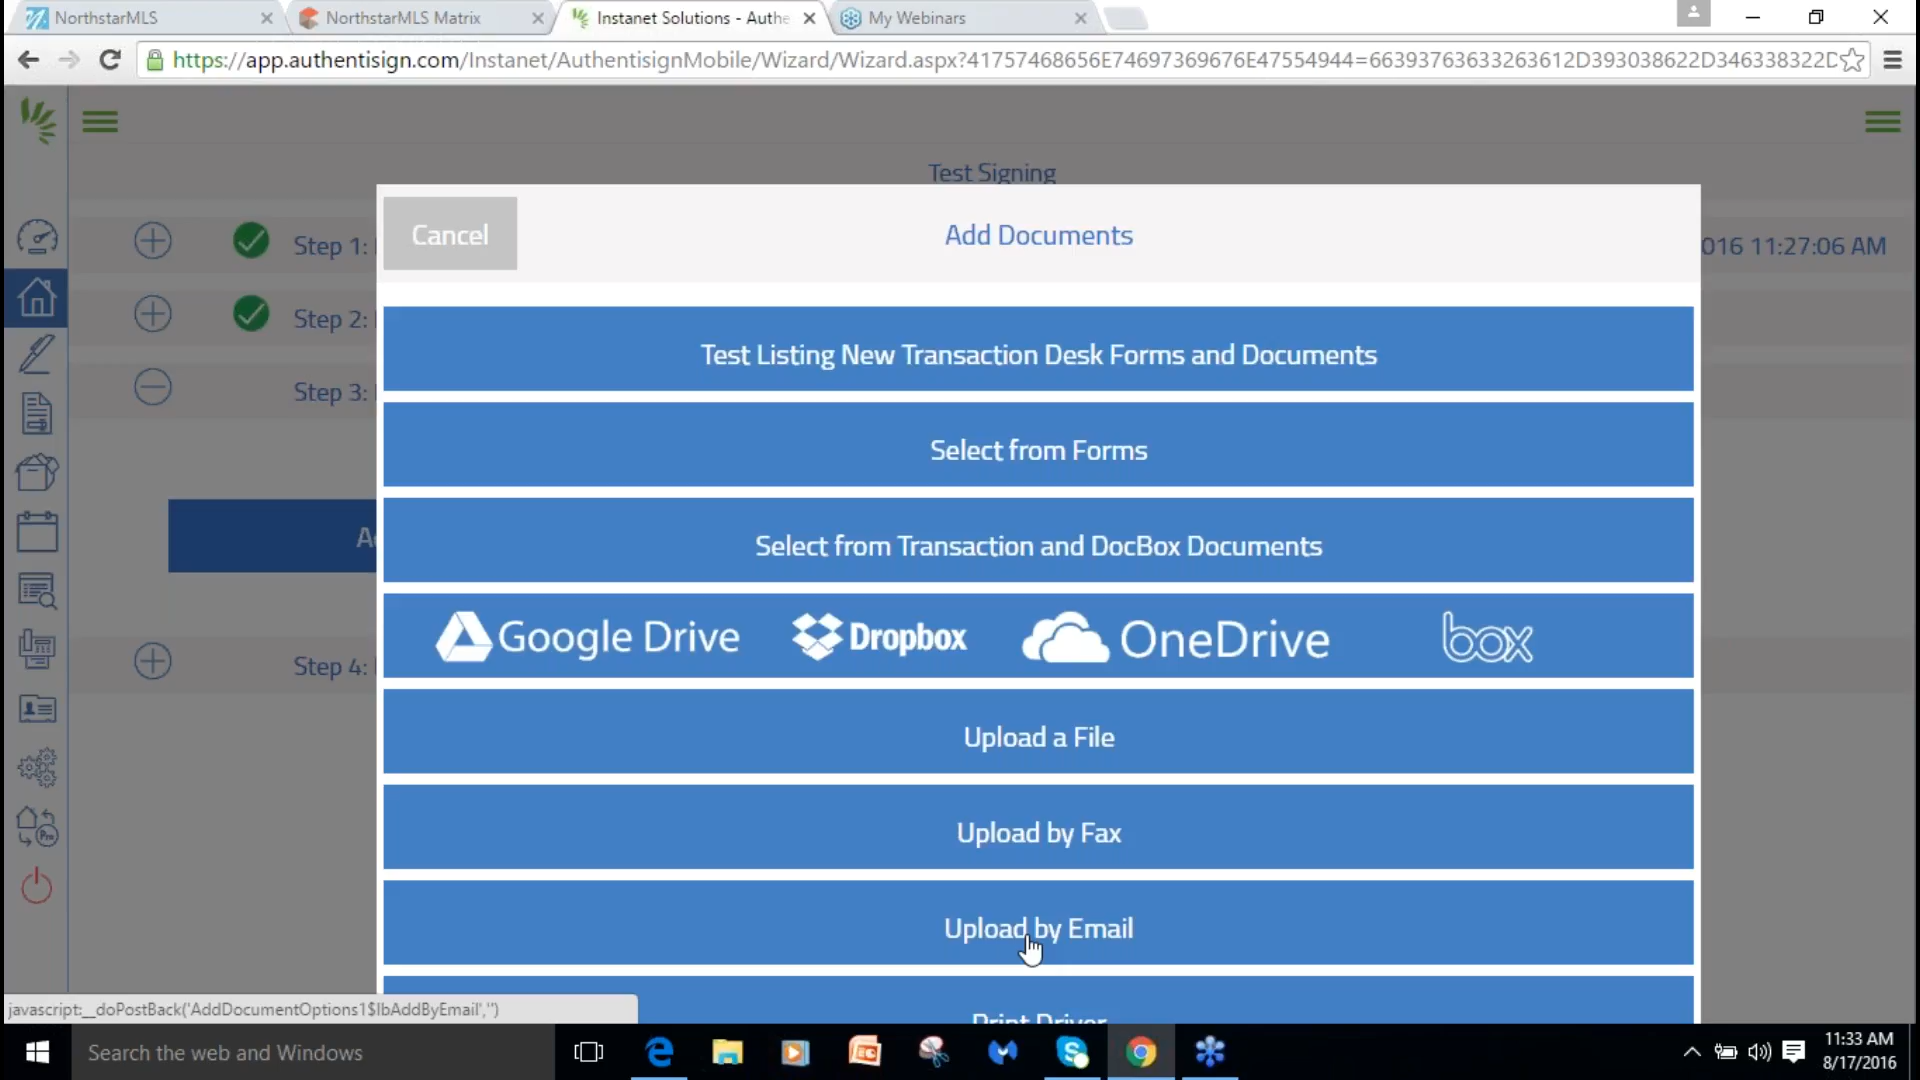 NorthstarMLS
NorthstarMLS Matrix
Instanet Solutions - Authe
My Webinars
https://app.authentisign.com/Instanet/AuthentisignMobile/Wizard/Wizard.aspx?41757468656E74697369676E47554944=66393763633263612D393038622D346338322D
Test Signing
Cancel
Add Documents
Step 1:
016 11:27:06 AM
Step 2:
Step 3:
Step 4:
Test Listing New Transaction Desk Forms and Documents
Select from Forms
Select from Transaction and DocBox Documents
Google Drive Dropbox OneDrive box
Upload a File
Upload by Fax
Upload by Email
Print Driver
javascript:__doPostBack('AddDocumentOptions1$lbAddByEmail','')
Search the web and Windows
11:33 AM
8/17/2016